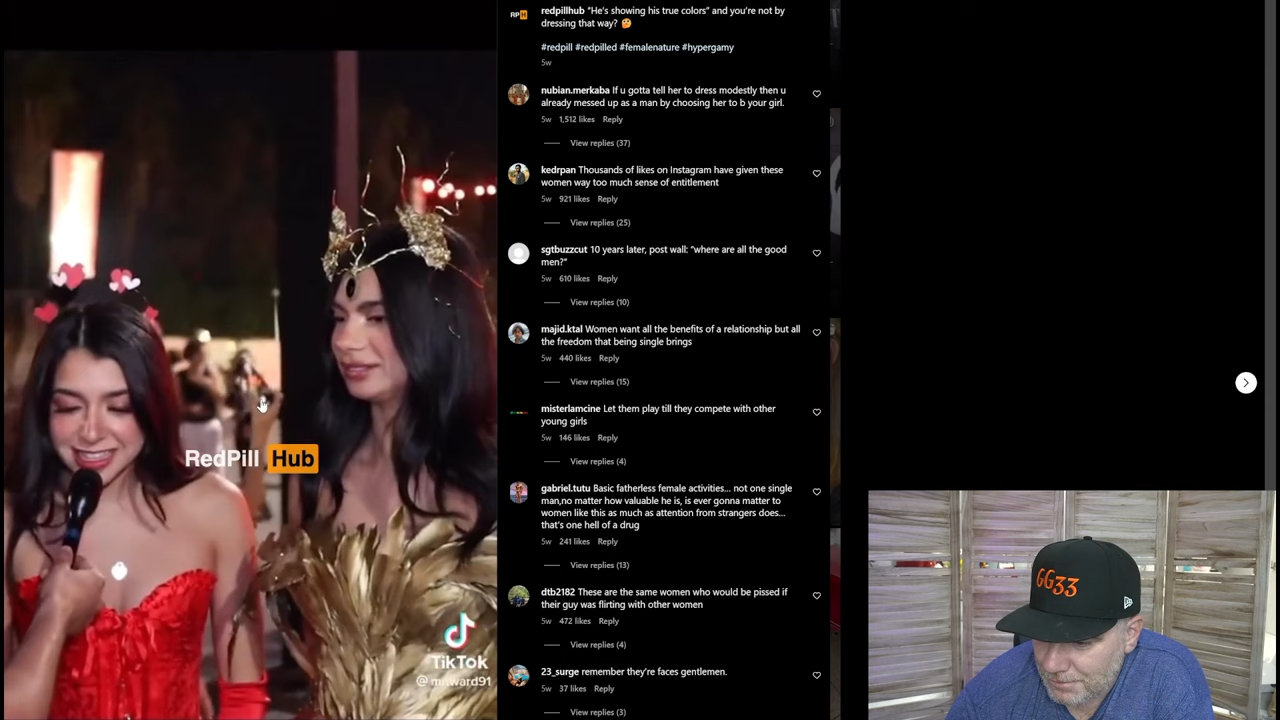 RP H
redpillhub "He's showing his true colors" and you're not by
dressing that way? 🤔
#redpill #redpilled #femalenature #hypergamy
5w
nubian.merkaba If u gotta tell her to dress modestly then u
already messed up as a man by choosing her to b your girl.
5w 1,512 likes Reply
View replies (37)
kedrpan Thousands of likes on Instagram have given these
women way too much sense of entitlement
5w 921 likes Reply
View replies (25)
sgtbuzzcut 10 years later, post wall: "where are all the good
men?"
5w 610 likes Reply
View replies (10)
majid.ktal Women want all the benefits of a relationship but all
the freedom that being single brings
5w 440 likes Reply
View replies (15)
misterlamcine Let them play till they compete with other
young girls
5w 146 likes Reply
View replies (4)
gabriel.tutu Basic fatherless female activities... not one single
man,no matter how valuable he is, is ever gonna matter to
women like this as much as attention from strangers does...
that's one hell of a drug
5w 241 likes Reply
View replies (13)
dtb2182 These are the same women who would be pissed if
their guy was flirting with other women
5w 472 likes Reply
View replies (4)
23_surge remember they're faces gentlemen.
5w 37 likes Reply
View replies (3)
RedPill Hub
TikTok
@mnward91
GG33